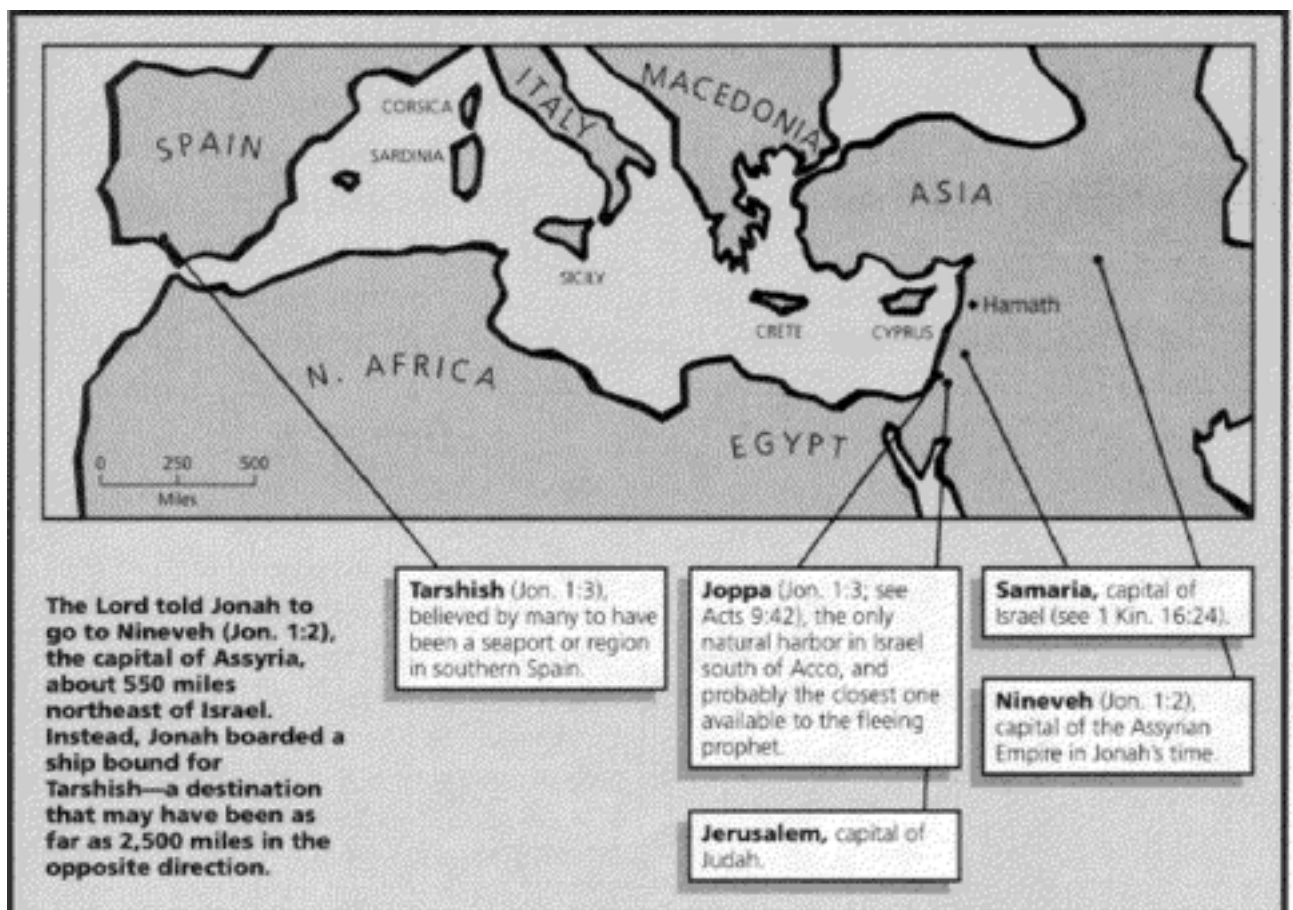 SPAIN
CORSICA
SARDINIA
ITALY
MACEDONIA
ASIA
SICILY
CRETE
CYPRUS
Hamath
N. AFRICA
EGYPT
0 250 500
Miles
The Lord told Jonah to
go to Nineveh (Jon. 1:2),
the capital of Assyria,
about 550 miles
northeast of Israel.
Instead, Jonah boarded a
ship bound for
Tarshish—a destination
that may have been as
far as 2,500 miles in the
opposite direction.
Tarshish (Jon. 1:3),
believed by many to have
been a seaport or region
in southern Spain.
Joppa (Jon. 1:3; see
Acts 9:42), the only
natural harbor in Israel
south of Acco, and
probably the closest one
available to the fleeing
prophet.
Jerusalem, capital of
Judah.
Samaria, capital of
Israel (see 1 Kin. 16:24).
Nineveh (Jon. 1:2),
capital of the Assyrian
Empire in Jonah's time.